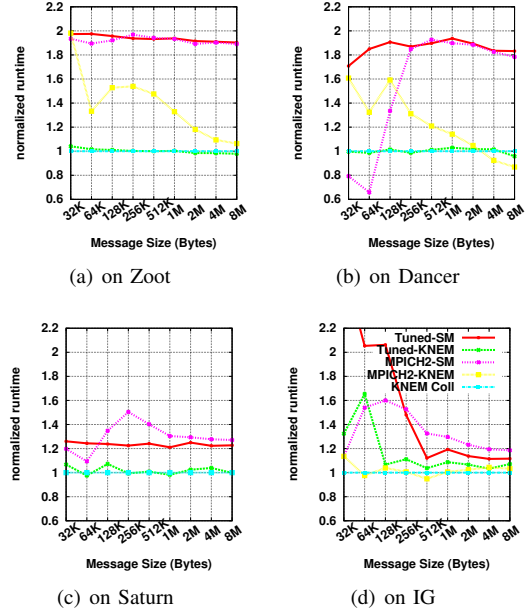 2.2
2
1.8
1.6
1.4
1.2
1
0.8
0.6
normalized runtime
32K 64K 128K 256K 512K 1M 2M 4M 8M
Message Size (Bytes)
(a) on Zoot
2.2
2
1.8
1.6
1.4
1.2
1
0.8
0.6
normalized runtime
32K 64K 128K 256K 512K 1M 2M 4M 8M
Message Size (Bytes)
(b) on Dancer
2.2
2
1.8
1.6
1.4
1.2
1
0.8
0.6
normalized runtime
32K 64K 128K 256K 512K 1M 2M 4M 8M
Message Size (Bytes)
(c) on Saturn
2.2
2
1.8
1.6
1.4
1.2
1
0.8
0.6
normalized runtime
Tuned-SM
Tuned-KNEM
MPICH2-SM
MPICH2-KNEM
KNEM Coll
32K 64K 128K 256K 512K 1M 2M 4M 8M
Message Size (Bytes)
(d) on IG